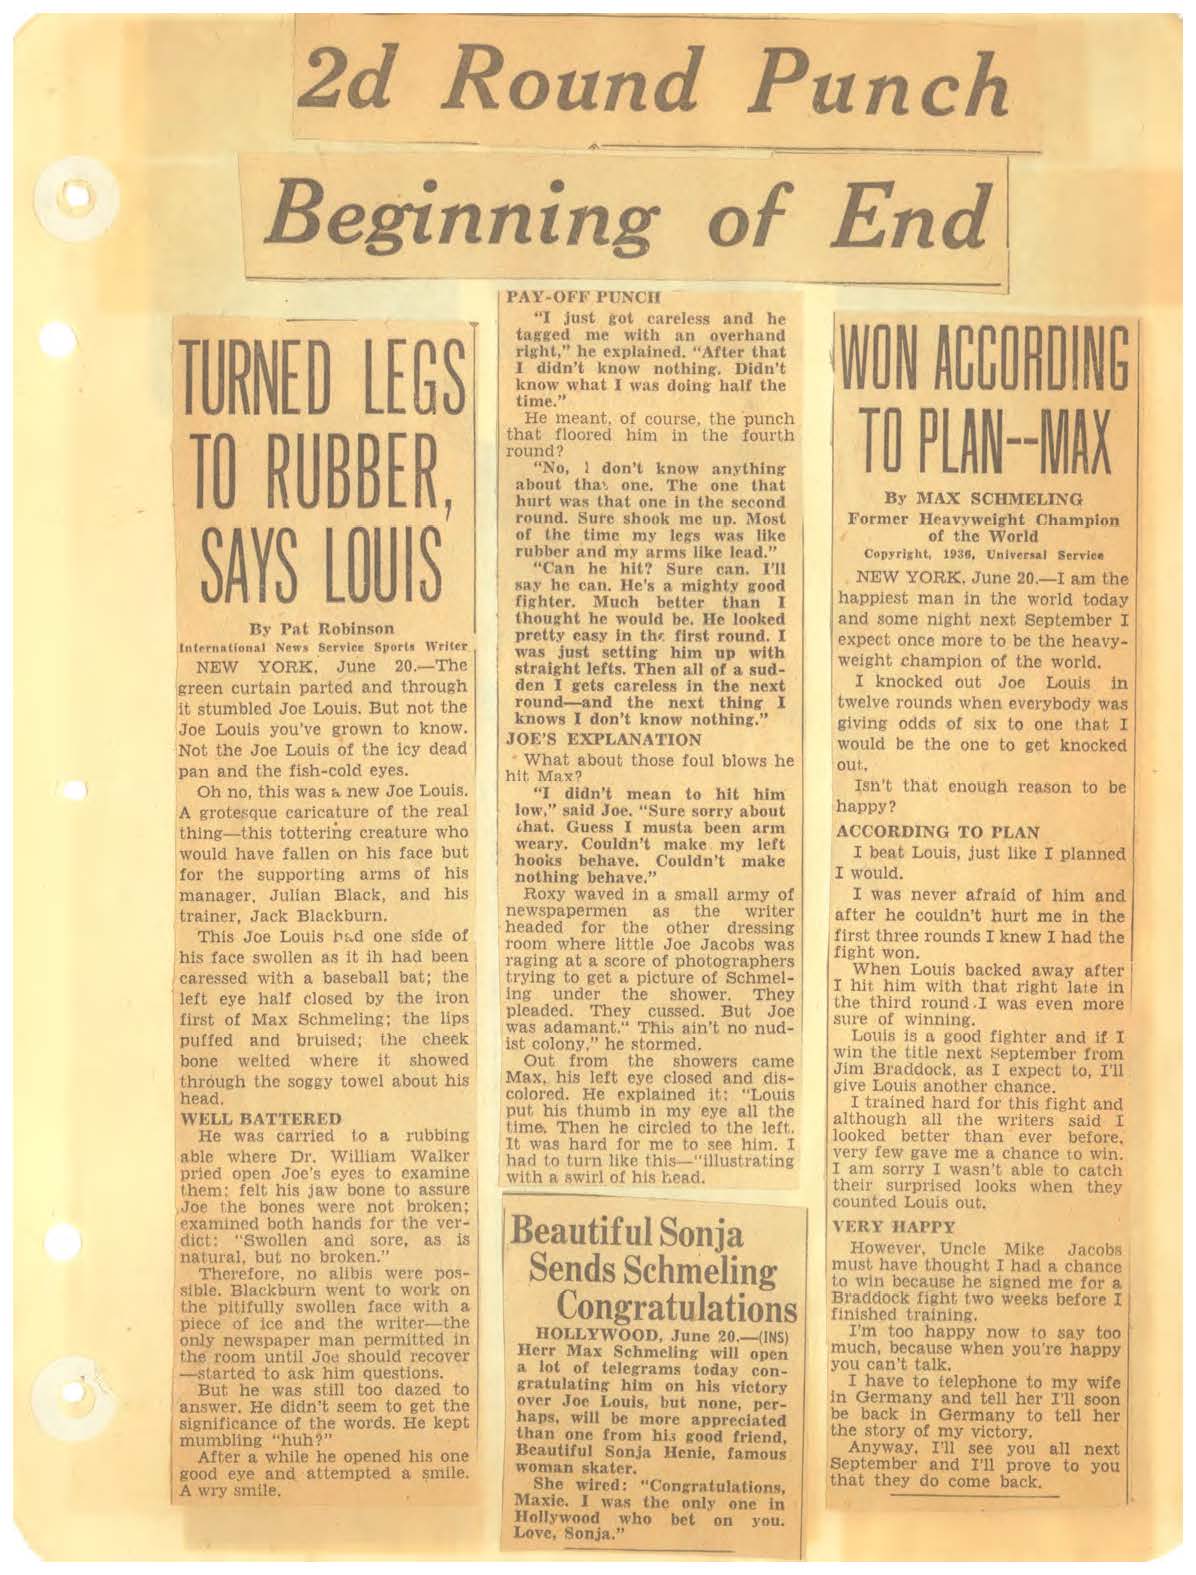 2d Round Punch
Beginning of End
TURNED LEGS
TO RUBBER,
SAYS LOUIS
By Pat Robinson
International News Service Sports Writer
NEW YORK, June 20.—The
green curtain parted and through
it stumbled Joe Louis. But not the
Joe Louis you've grown to know.
Not the Joe Louis of the icy dead
pan and the fish-cold eyes.
Oh no, this was a new Joe Louis.
A grotesque caricature of the real
thing—this tottering creature who
would have fallen on his face but
for the supporting arms of his
manager, Julian Black, and his
trainer, Jack Blackburn.
This Joe Louis had one side of
his face swollen as it ih had been
caressed with a baseball bat; the
left eye half closed by the iron
first of Max Schmeling; the lips
puffed and bruised; the cheek
bone welted where it showed
through the soggy towel about his
head.
WELL BATTERED
He was carried to a rubbing
able where Dr. William Walker
pried open Joe's eyes to examine
them; felt his jaw bone to assure
Joe the bones were not broken;
examined both hands for the ver-
dict: "Swollen and sore, as is
natural, but no broken."
Therefore, no alibis were pos-
sible. Blackburn went to work on
the pitifully swollen face with a
piece of ice and the writer—the
only newspaper man permitted in
the room until Joe should recover
—started to ask him questions.
But he was still too dazed to
answer. He didn't seem to get the
significance of the words. He kept
mumbling "huh?"
After a while he opened his one
good eye and attempted a smile.
A wry smile.
PAY-OFF PUNCH
"I just got careless and he
tagged me with an overhand
right," he explained. "After that
I didn't know nothing. Didn't
know what I was doing half the
time."
He meant, of course, the punch
that floored him in the fourth
round?
"No, I don't know anything
about that one. The one that
hurt was that one in the second
round. Sure shook me up. Most
of the time my legs was like
rubber and my arms like lead."
"Can he hit? Sure can. I'll
say he can. He's a mighty good
fighter. Much better than I
thought he would be. He looked
pretty easy in the first round. I
was just setting him up with
straight lefts. Then all of a sud-
den I gets careless in the next
round—and the next thing I
knows I don't know nothing."
JOE'S EXPLANATION
What about those foul blows he
hit Max?
"I didn't mean to hit him
low," said Joe. "Sure sorry about
that. Guess I musta been arm
weary. Couldn't make my left
hooks behave. Couldn't make
nothing behave."
Roxy waved in a small army of
newspapermen as the writer
headed for the other dressing
room where little Joe Jacobs was
raging at a score of photographers
trying to get a picture of Schmel-
ing under the shower. They
pleaded. They cussed. But Joe
was adamant." This ain't no nud-
ist colony," he stormed.
Out from the showers came
Max, his left eye closed and dis-
colored. He explained it: "Louis
put his thumb in my eye all the
time. Then he circled to the left.
It was hard for me to see him. I
had to turn like this—"illustrating
with a swirl of his head.
Beautiful Sonja
Sends Schmeling
Congratulations
HOLLYWOOD, June 20.—(INS)
Herr Max Schmeling will open
a lot of telegrams today con-
gratulating him on his victory
over Joe Louis, but none, per-
haps, will be more appreciated
than one from his good friend,
Beautiful Sonja Henie, famous
woman skater.
She wired: "Congratulations,
Maxie. I was the only one in
Hollywood who bet on you.
Love, Sonja."
WON ACCORDING
TO PLAN--MAX
By MAX SCHMELING
Former Heavyweight Champion
of the World
Copyright, 1936, Universal Service
NEW YORK, June 20.—I am the
happiest man in the world today
and some night next September I
expect once more to be the heavy-
weight champion of the world.
I knocked out Joe Louis in
twelve rounds when everybody was
giving odds of six to one that I
would be the one to get knocked
out.
Isn't that enough reason to be
happy?
ACCORDING TO PLAN
I beat Louis, just like I planned
I would.
I was never afraid of him and
after he couldn't hurt me in the
first three rounds I knew I had the
fight won.
When Louis backed away after
I hit him with that right late in
the third round I was even more
sure of winning.
Louis is a good fighter and if I
win the title next September from
Jim Braddock, as I expect to, I'll
give Louis another chance.
I trained hard for this fight and
although all the writers said I
looked better than ever before,
very few gave me a chance to win.
I am sorry I wasn't able to catch
their surprised looks when they
counted Louis out.
VERY HAPPY
However, Uncle Mike Jacobs
must have thought I had a chance
to win because he signed me for a
Braddock fight two weeks before I
finished training.
I'm too happy now to say too
much, because when you're happy
you can't talk.
I have to telephone to my wife
in Germany and tell her I'll soon
be back in Germany to tell her
the story of my victory.
Anyway, I'll see you all next
September and I'll prove to you
that they do come back.